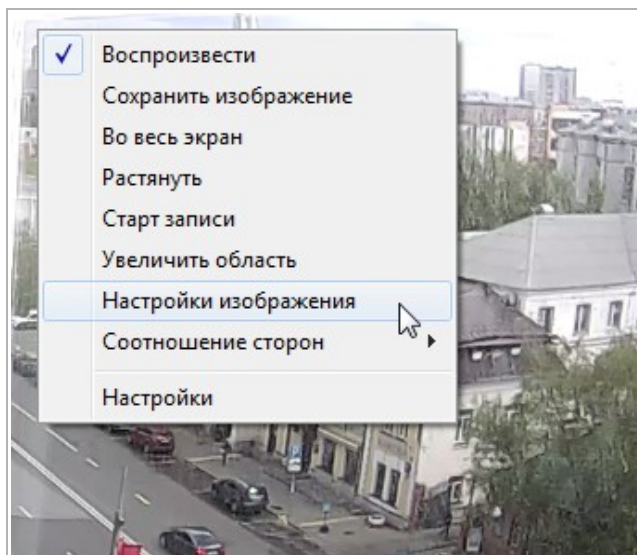 Воспроизвести
Сохранить изображение
Во весь экран
Растянуть
Старт записи
Увеличить область
Настройки изображения
Соотношение сторон
Настройки